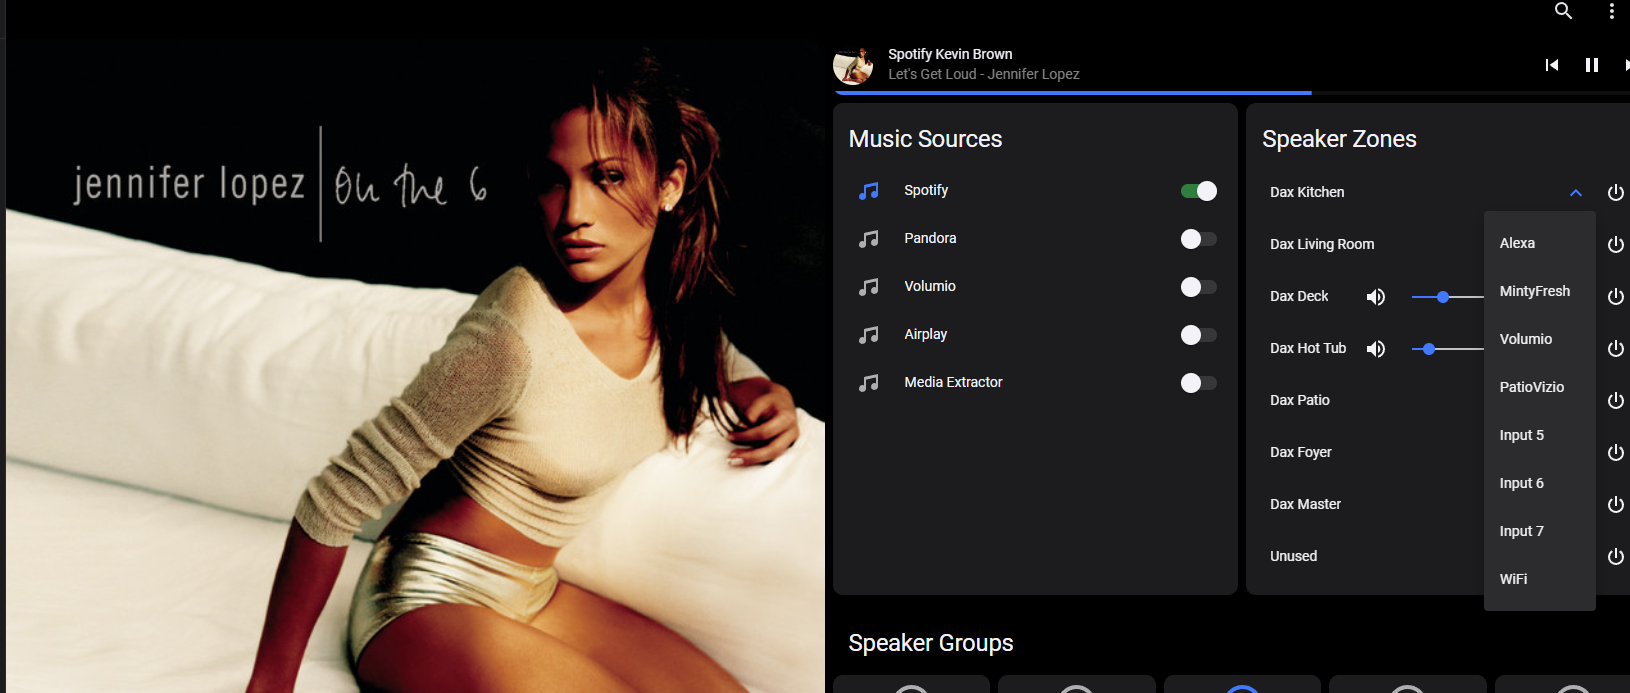 jennifer lopez on the 6
Spotify Kevin Brown
Let's Get Loud - Jennifer Lopez
Music Sources
Spotify
Pandora
Volumio
Airplay
Media Extractor
Speaker Zones
Dax Kitchen
Dax Living Room
Dax Deck
Dax Hot Tub
Dax Patio
Dax Foyer
Dax Master
Unused
Alexa
MintyFresh
Volumio
PatioVizio
Input 5
Input 6
Input 7
WiFi
Speaker Groups